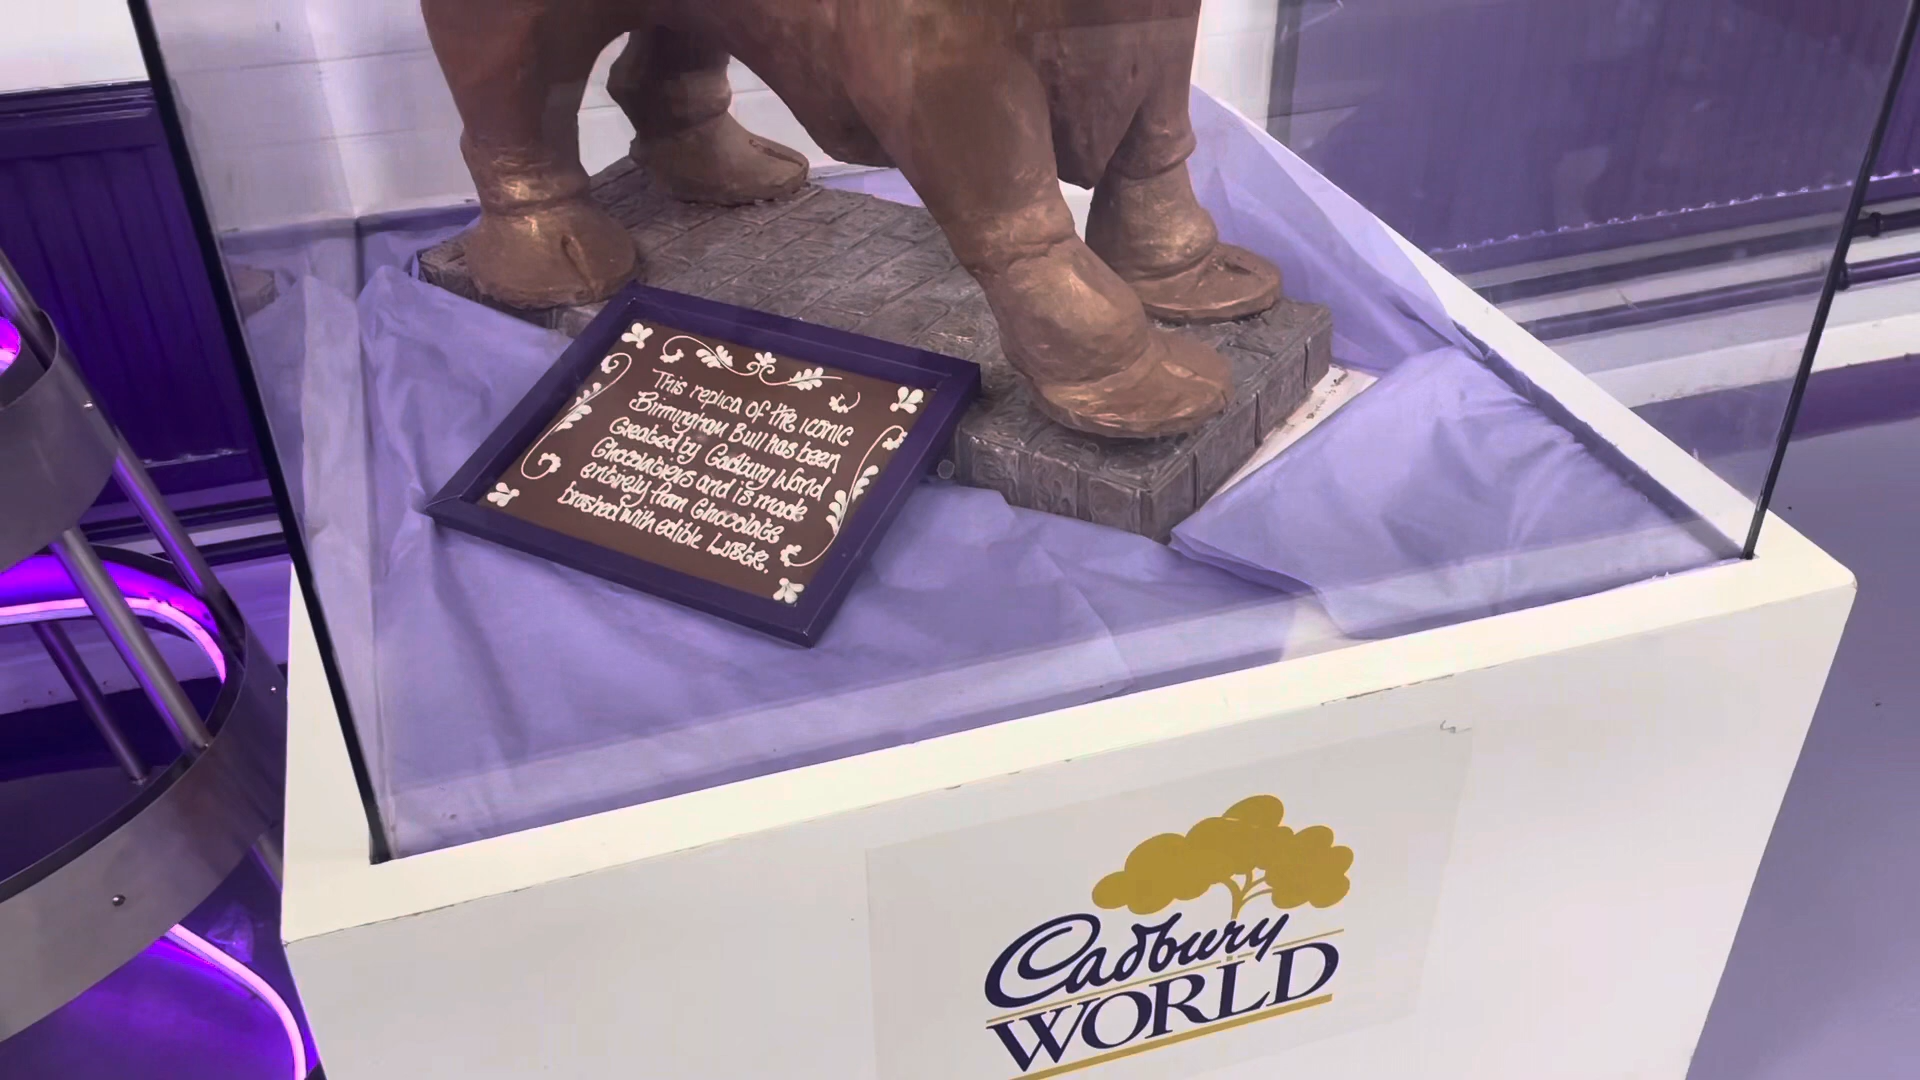 This replica of the iconic
Birmingham Bull has been
Created by Cadbury World
Chocolatiers and is made
entirely from Chocolate
brushed with edible Lustre.
Cadbury
WORLD